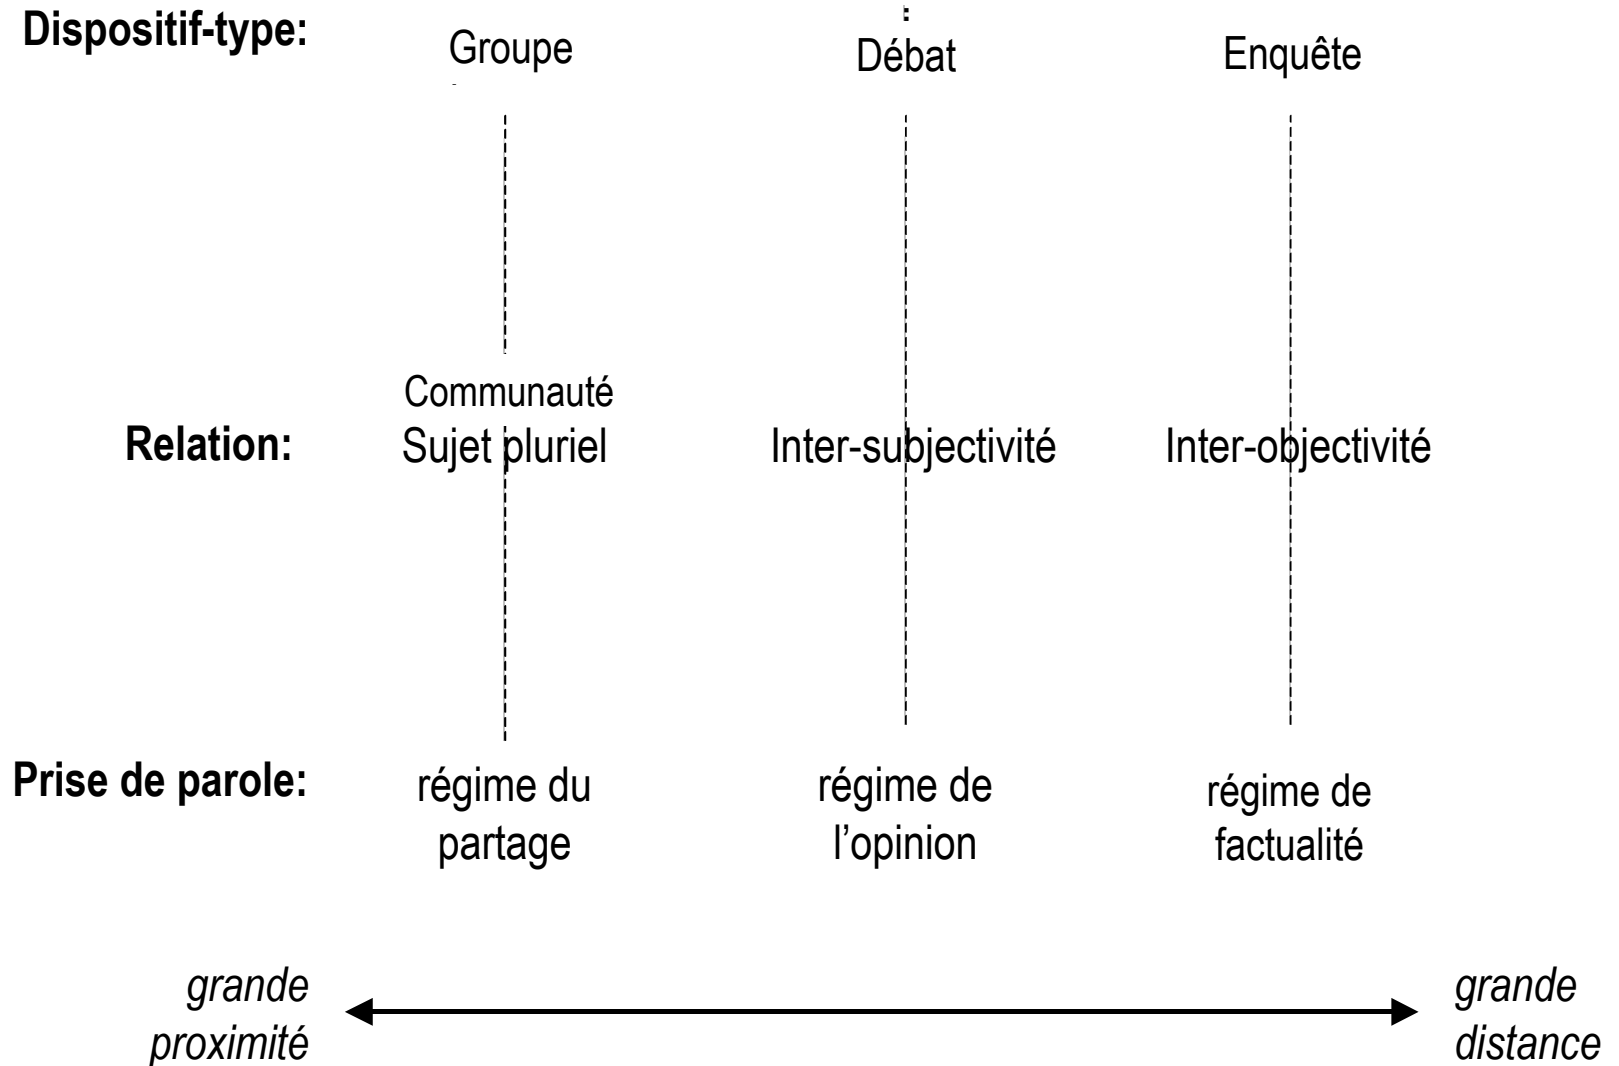 Dispositif-type:
Groupe
Débat
Enquête
Communauté
Relation:
Sujet pluriel
Inter-subjectivité
Inter-objectivité
Prise de parole:
régime du
partage
régime de
l’opinion
régime de
factualité
grande
proximité
grande
distance